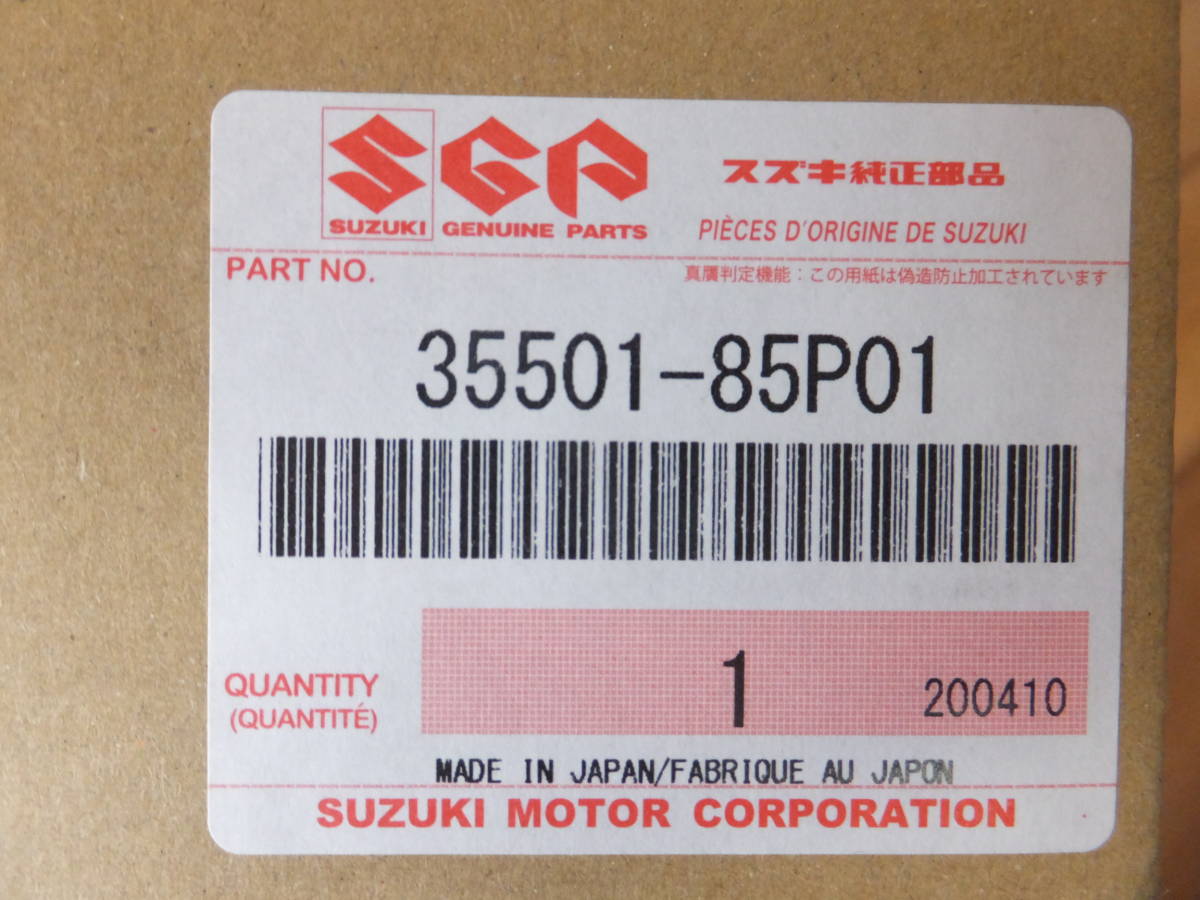 SGP
スズキ純正部品
SUZUKI GENUINE PARTS
PIÈCES D'ORIGINE DE SUZUKI
PART NO.
真贋判定機能：この用紙は偽造防止加工されています
35501-85P01
1
QUANTITY
200410
(QUANTITÉ)
MADE IN JAPAN/FABRIQUE AU JAPON
SUZUKI MOTOR CORPORATION